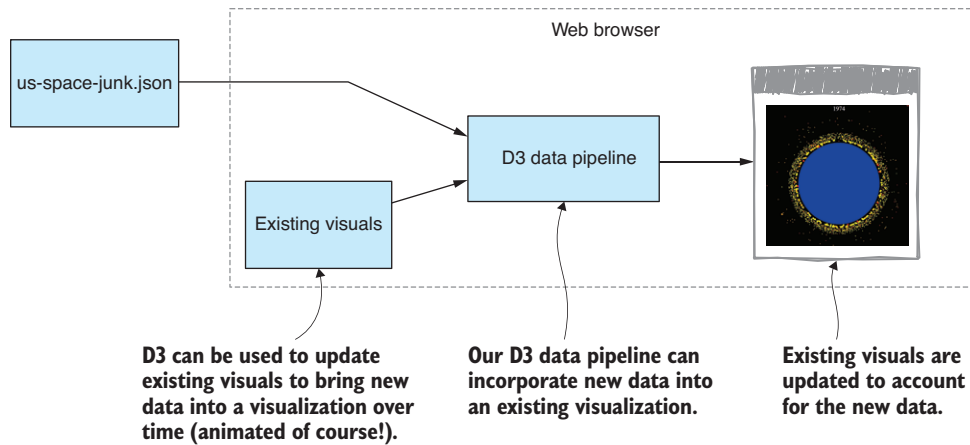 Web browser
us-space-junk.json
1974
D3 data pipeline
Existing visuals
D3 can be used to update
existing visuals to bring new
data into a visualization over
time (animated of course!).
Our D3 data pipeline can
incorporate new data into
an existing visualization.
Existing visuals are
updated to account
for the new data.